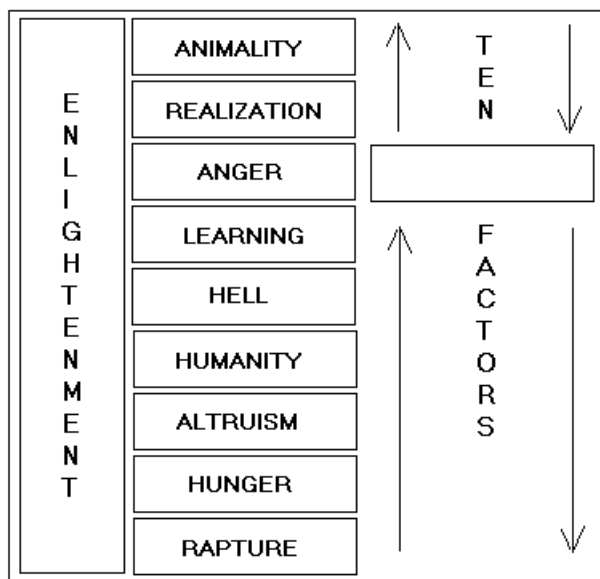 ENLIGHTENMENT
ANIMALITY
REALIZATION
ANGER
LEARNING
HELL
HUMANITY
ALTRUISM
HUNGER
RAPTURE
TEN
FACTORS